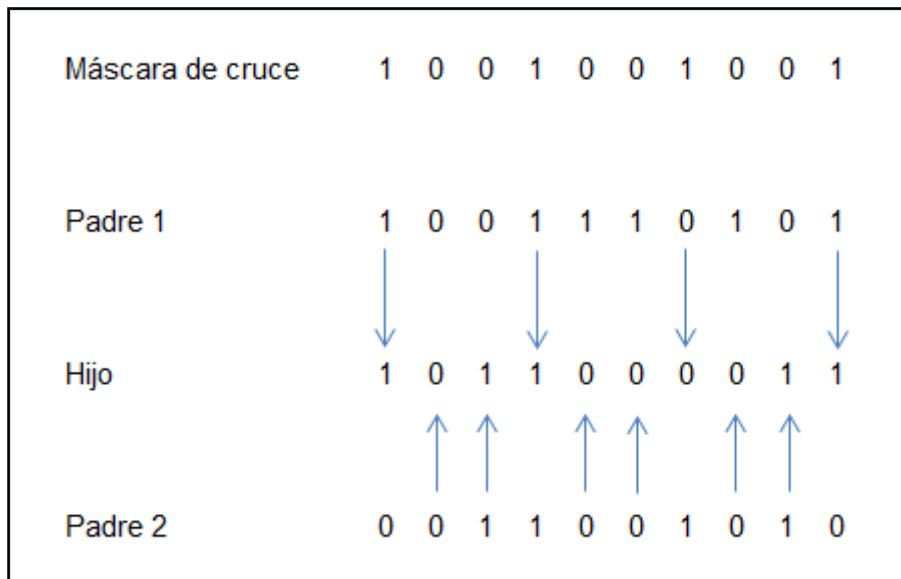 Máscara de cruce 1 0 0 1 0 0 1 0 0 1
Padre 1 1 0 0 1 1 1 0 1 0 1
Hijo 1 0 1 1 0 0 0 0 1 1
Padre 2 0 0 1 1 0 0 1 0 1 0